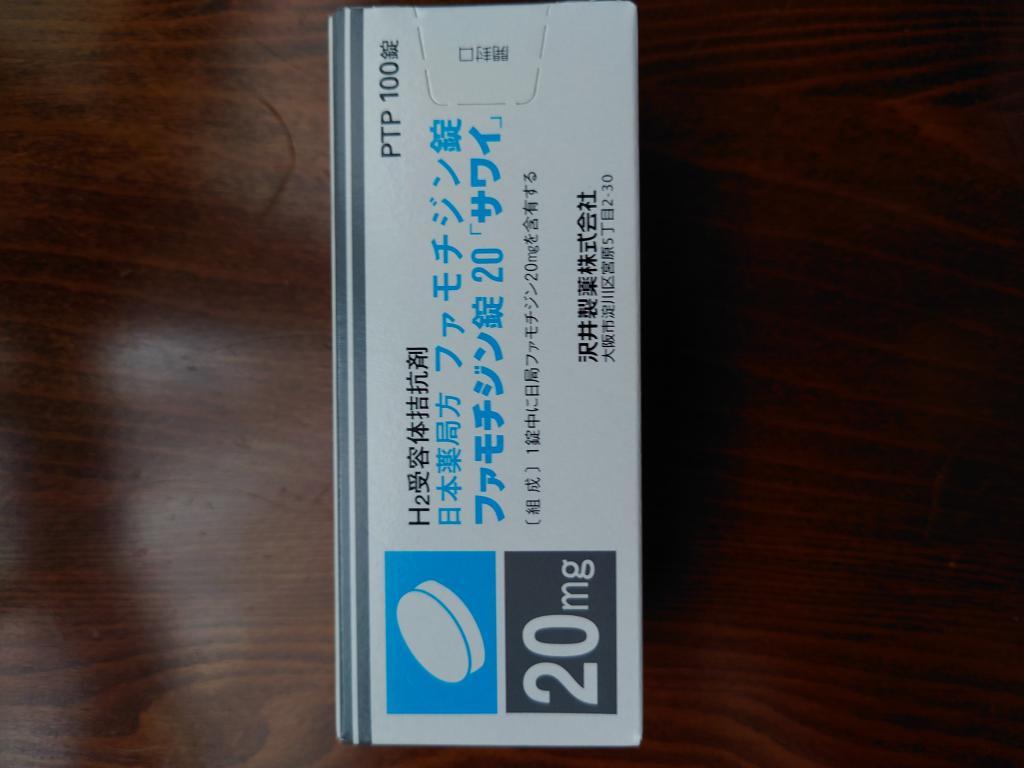 PTP 100錠
開封口
H2受容体拮抗剤
日本薬局方 ファモチジン錠
ファモチジン錠 20「サワイ」
〔組成〕1錠中に日局ファモチジン20mgを含有する
沢井製薬株式会社
大阪市淀川区宮原5丁目2-30
20mg